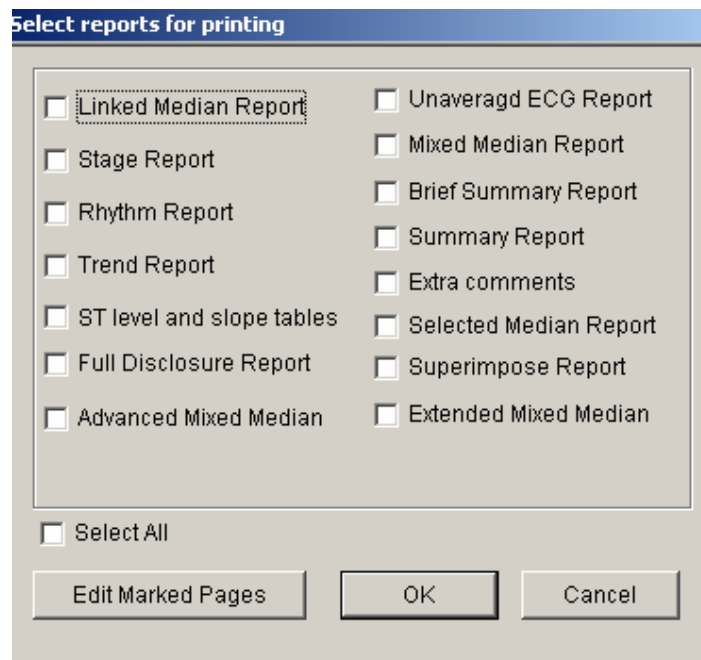 Select reports for printing
Linked Median Report
Stage Report
Rhythm Report
Trend Report
ST level and slope tables
Full Disclosure Report
Advanced Mixed Median
Unaveragd ECG Report
Mixed Median Report
Brief Summary Report
Summary Report
Extra comments
Selected Median Report
Superimpose Report
Extended Mixed Median
Select All
Edit Marked Pages
OK
Cancel